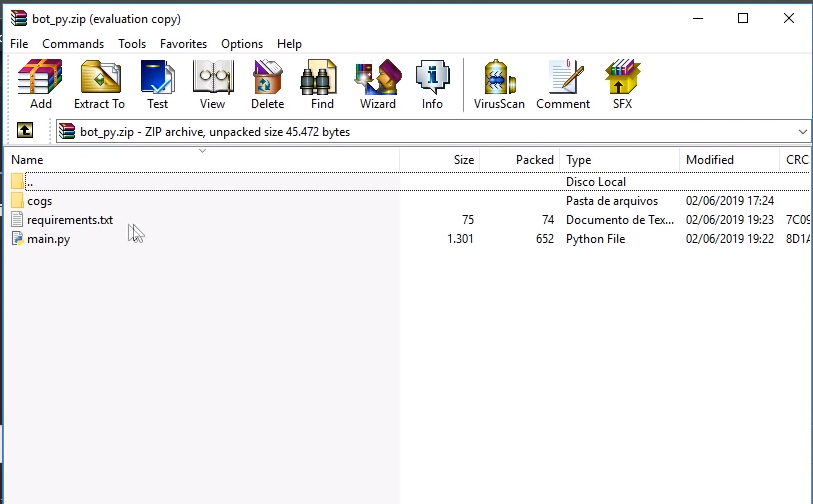 bot_py.zip (evaluation copy)
File Commands Tools Favorites Options Help
Add Extract To Test View Delete Find Wizard Info VirusScan Comment SFX
bot_py.zip - ZIP archive, unpacked size 45.472 bytes
Name Size Packed Type Modified CRC
.. Disco Local
cogs Pasta de arquivos 02/06/2019 17:24
requirements.txt 75 74 Documento de Tex... 02/06/2019 19:23 7C09
main.py 1.301 652 Python File 02/06/2019 19:22 8D1A